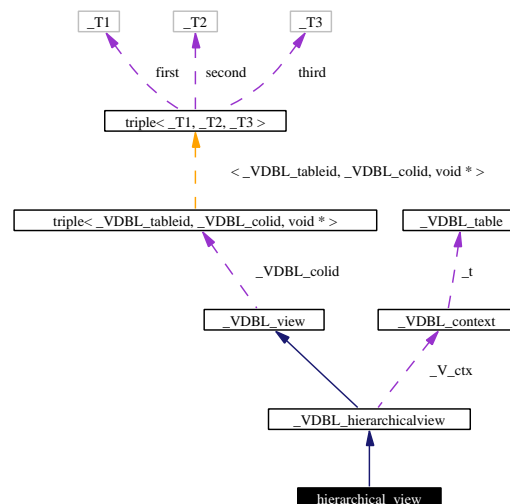 _T1 _T2 _T3
first second third
triple< _T1, _T2, _T3 >
< _VDBL_tableid, _VDBL_colid, void * >
triple< _VDBL_tableid, _VDBL_colid, void * > _VDBL_table
_VDBL_colid _t
_VDBL_view _VDBL_context
_V_ctx
_VDBL_hierarchicalview
hierarchical_view